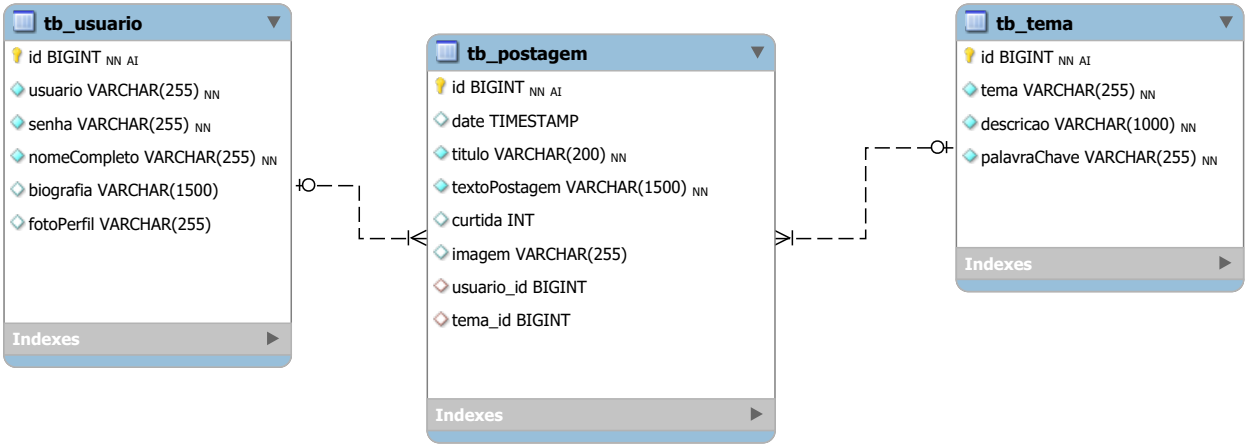 tb_usuario
id BIGINT NN AI
usuario VARCHAR(255) NN
senha VARCHAR(255) NN
nomeCompleto VARCHAR(255) NN
biografia VARCHAR(1500)
fotoPerfil VARCHAR(255)
Indexes
tb_postagem
id BIGINT NN AI
date TIMESTAMP
titulo VARCHAR(200) NN
textoPostagem VARCHAR(1500) NN
curtida INT
imagem VARCHAR(255)
usuario_id BIGINT
tema_id BIGINT
Indexes
tb_tema
id BIGINT NN AI
tema VARCHAR(255) NN
descricao VARCHAR(1000) NN
palavraChave VARCHAR(255) NN
Indexes